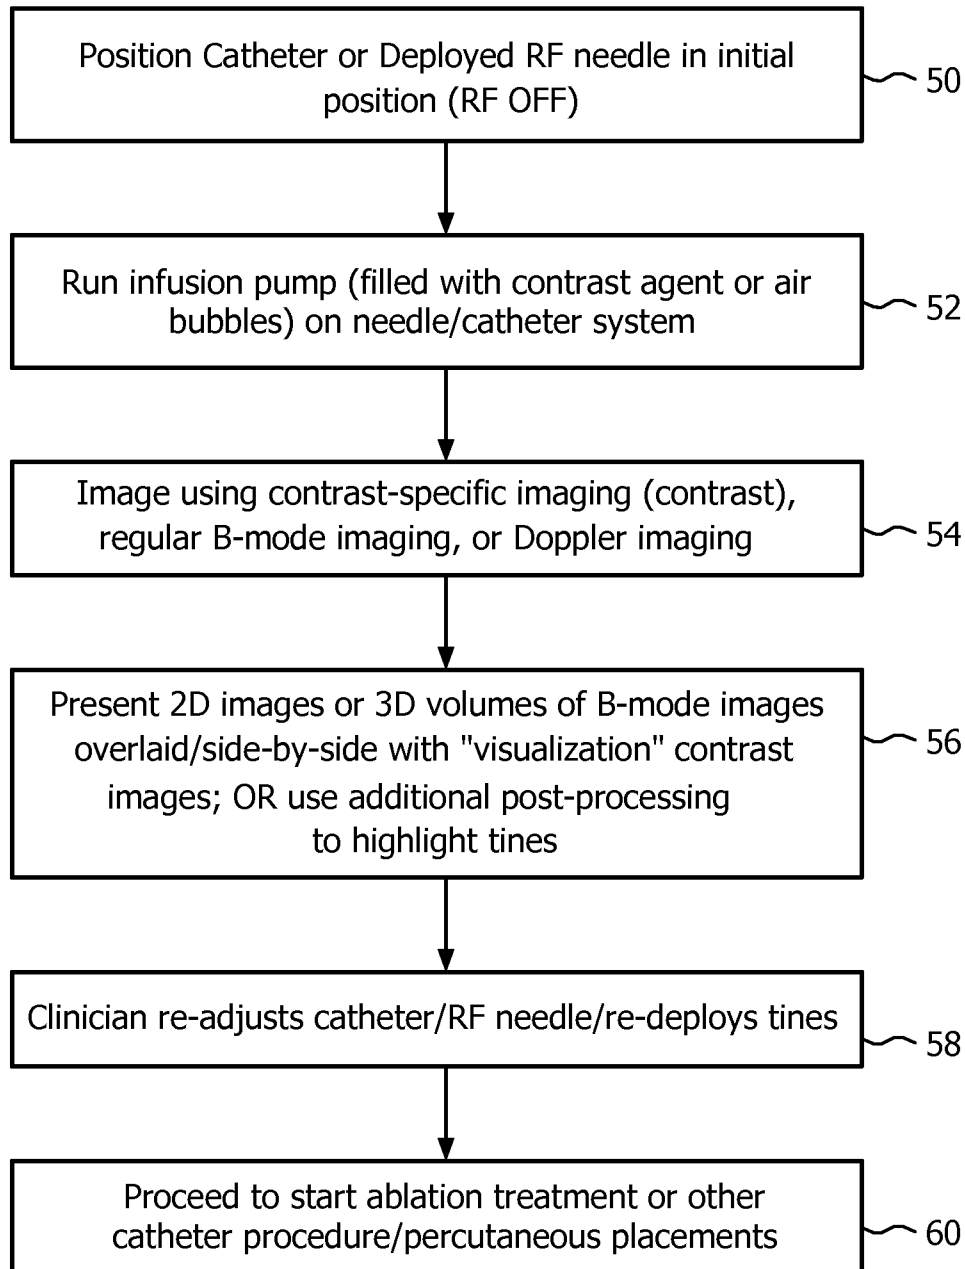 Position Catheter or Deployed RF needle in initial
position (RF OFF)
50
Run infusion pump (filled with contrast agent or air
bubbles) on needle/catheter system
52
Image using contrast-specific imaging (contrast),
regular B-mode imaging, or Doppler imaging
54
Present 2D images or 3D volumes of B-mode images
overlaid/side-by-side with "visualization" contrast
images; OR use additional post-processing
to highlight tines
56
Clinician re-adjusts catheter/RF needle/re-deploys tines
58
Proceed to start ablation treatment or other
catheter procedure/percutaneous placements
60